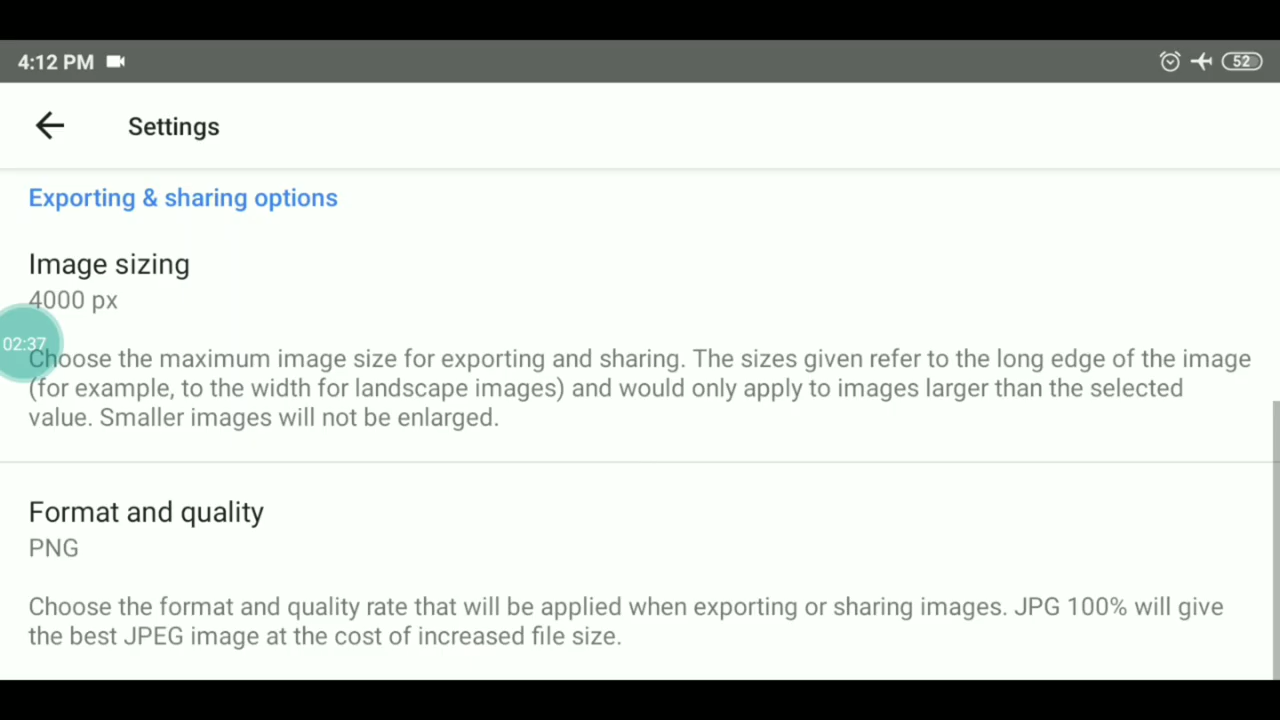 4:12 PM
52
Settings
Exporting & sharing options
Image sizing
4000 px
02:37
Choose the maximum image size for exporting and sharing. The sizes given refer to the long edge of the image
(for example, to the width for landscape images) and would only apply to images larger than the selected
value. Smaller images will not be enlarged.
Format and quality
PNG
Choose the format and quality rate that will be applied when exporting or sharing images. JPG 100% will give
the best JPEG image at the cost of increased file size.